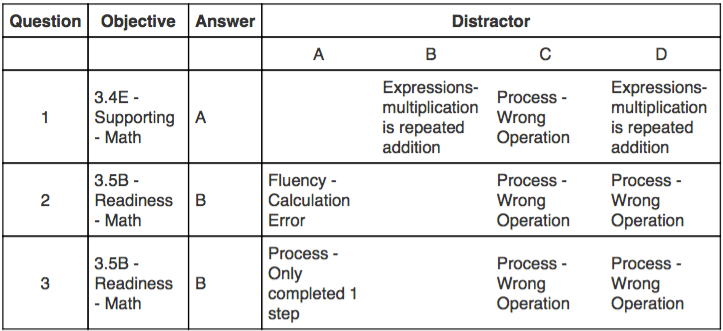 Question Objective Answer Distractor
A B C D
1
3.4E -
Supporting
- Math
A
Expressions-
multiplication
is repeated
addition
Process -
Wrong
Operation
Expressions-
multiplication
is repeated
addition
2
3.5B -
Readiness
- Math
B
Fluency -
Calculation
Error
Process -
Wrong
Operation
Process -
Wrong
Operation
3
3.5B -
Readiness
- Math
B
Process -
Only
completed 1
step
Process -
Wrong
Operation
Process -
Wrong
Operation